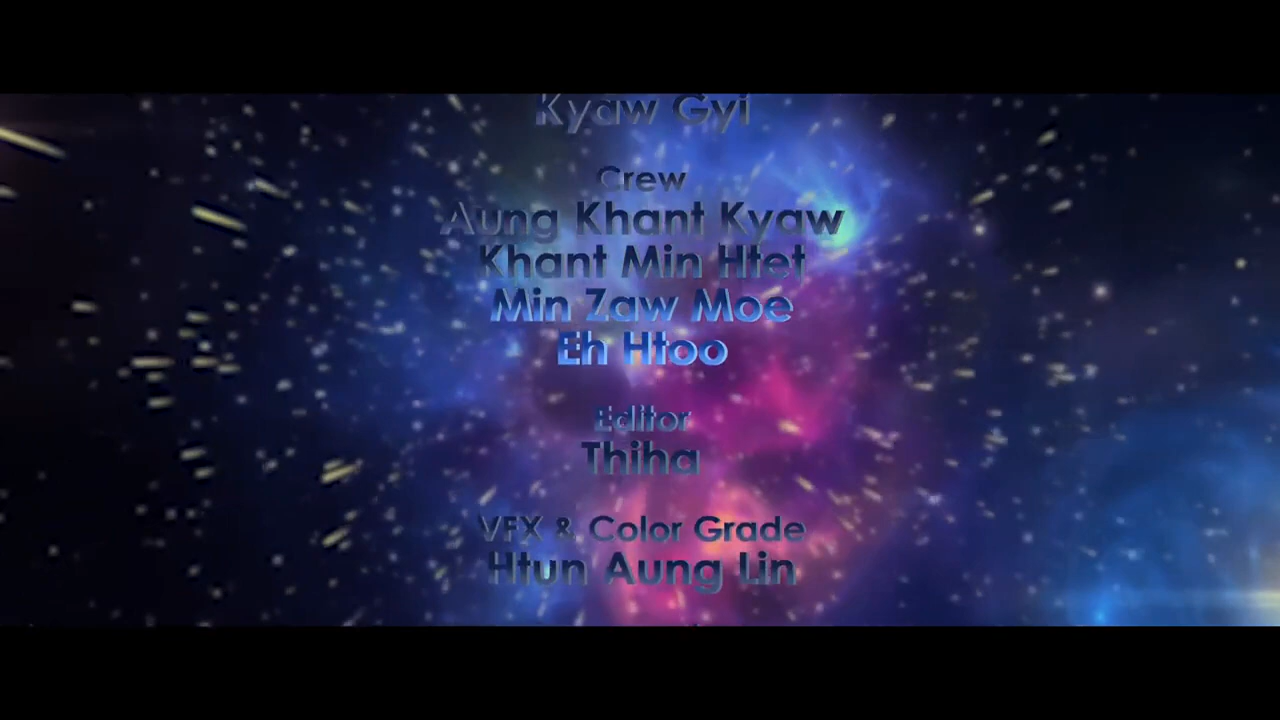 Kyaw Gyi
Crew
Aung Khant Kyaw
Khant Min Htet
Min Zaw Moe
Eh Htoo
Editor
Thiha
VFX & Color Grade
Htun Aung Lin